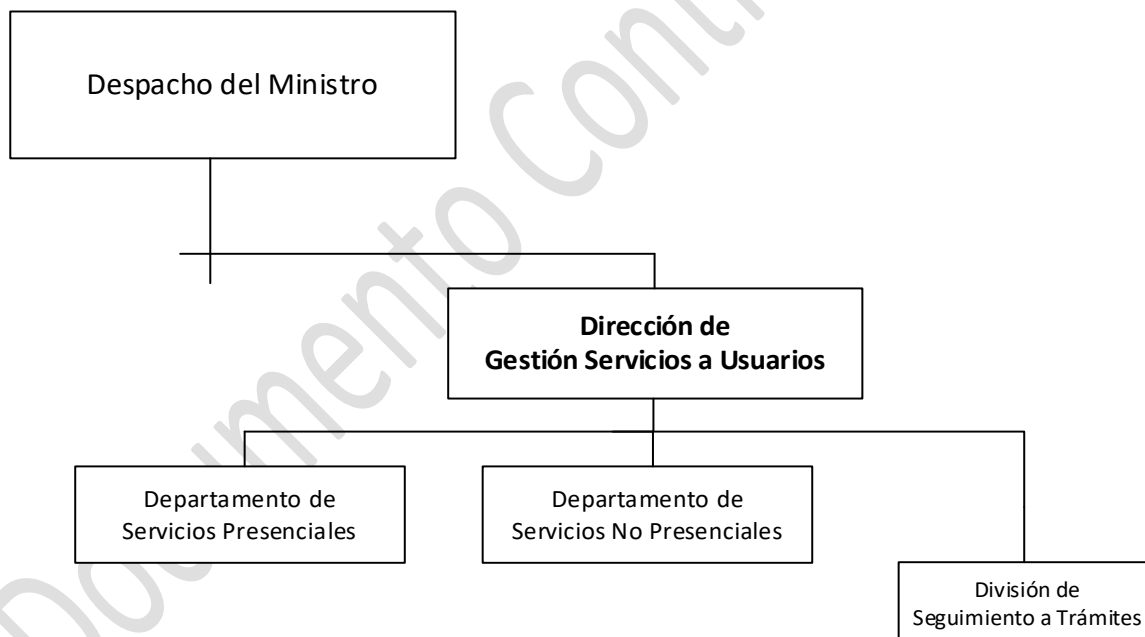 Despacho del Ministro
Dirección de
Gestión Servicios a Usuarios
Departamento de
Servicios Presenciales
Departamento de
Servicios No Presenciales
División de
Seguimiento a Trámites
Documento Cont